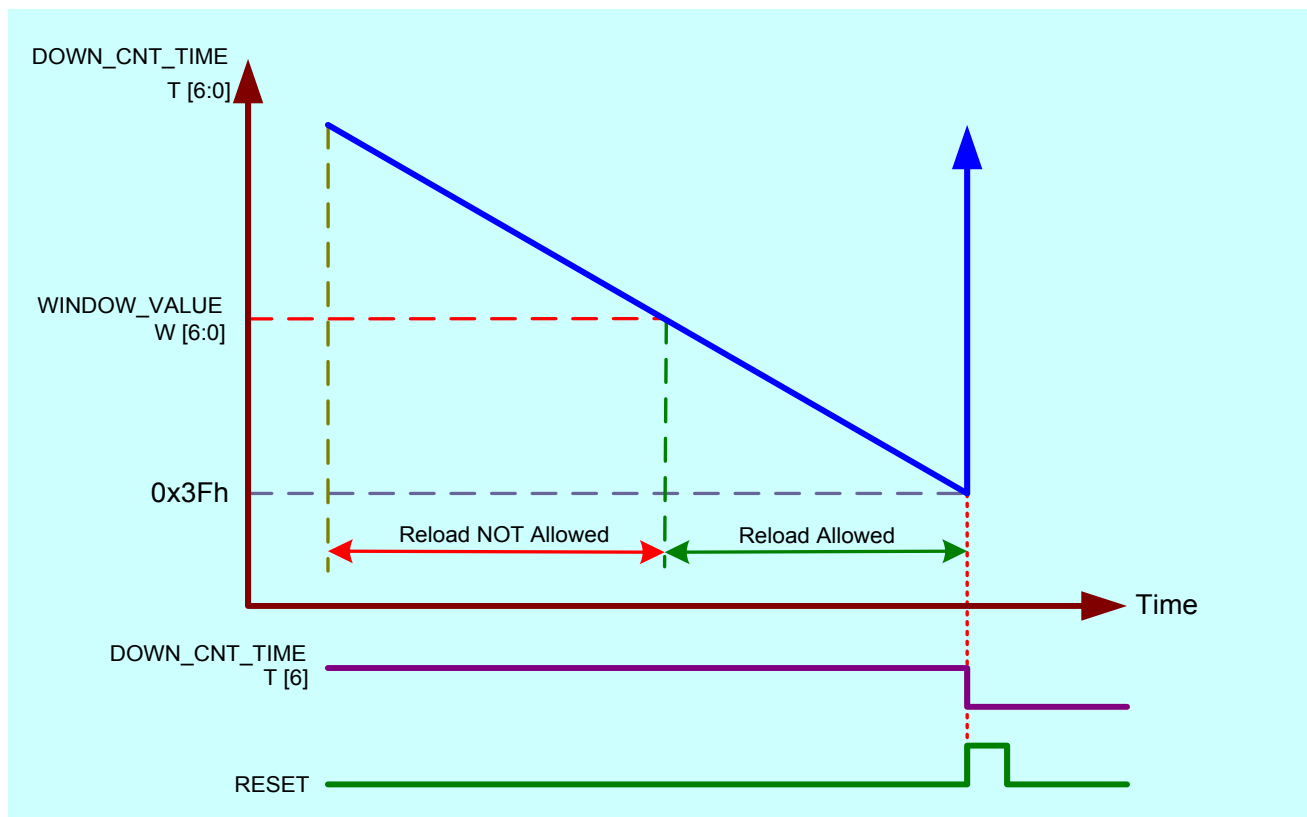 DOWN_CNT_TIME
T [6:0]
WINDOW_VALUE
W [6:0]
0x3Fh
Reload NOT Allowed
Reload Allowed
Time
DOWN_CNT_TIME
T [6]
RESET